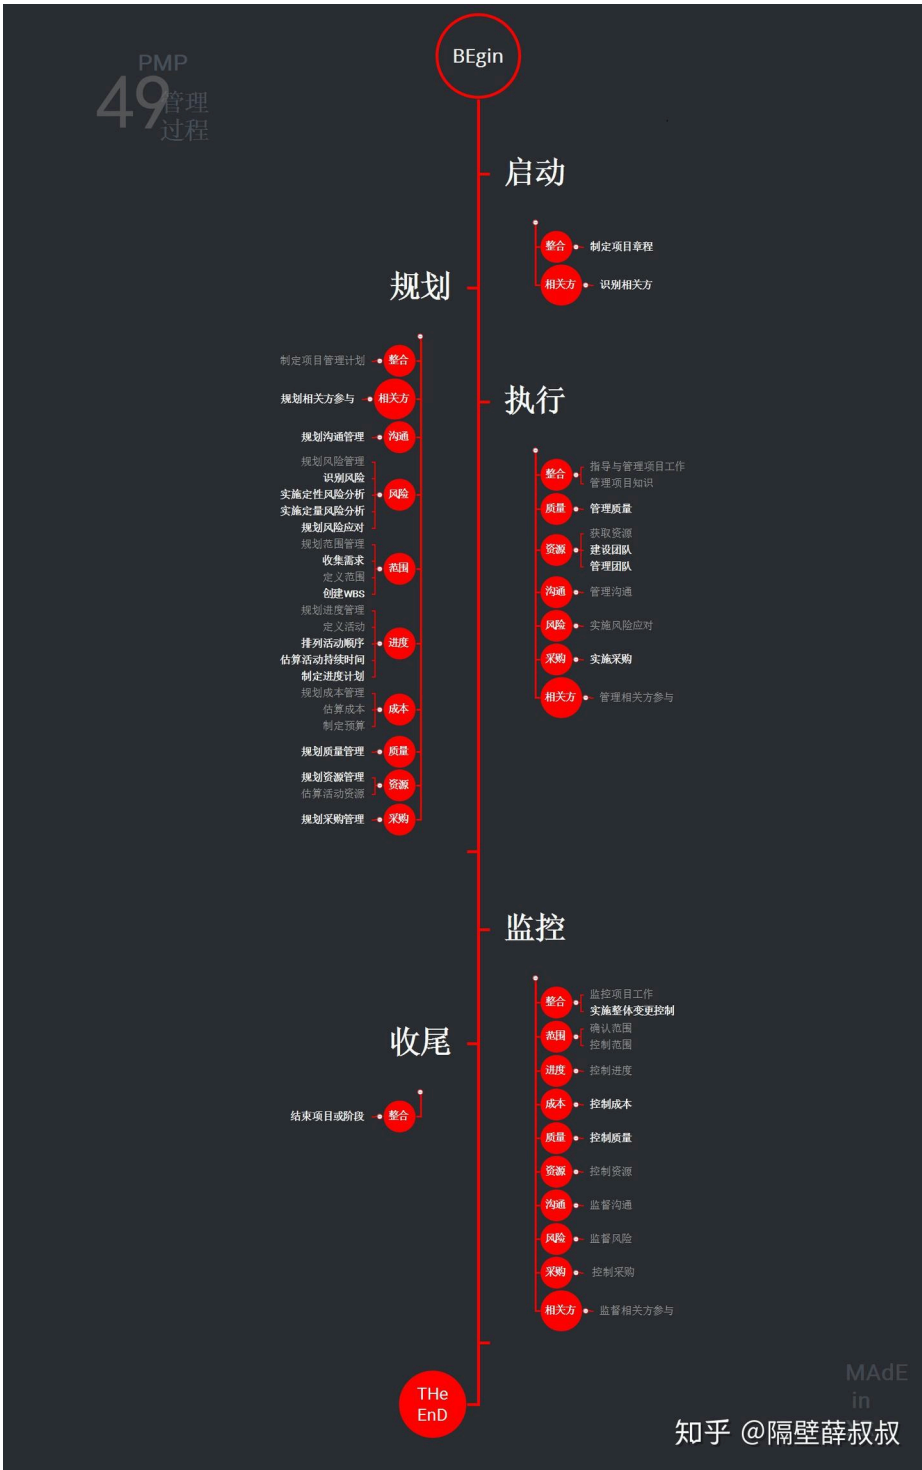 BEgin
PMP
49
管理
过程
启动
整合
制定项目章程
相关方
识别相关方
规划
整合
制定项目管理计划
相关方
规划相关方参与
沟通
规划沟通管理
风险
规划风险管理
识别风险
实施定性风险分析
实施定量风险分析
规划风险应对
范围
规划范围管理
收集需求
定义范围
创建WBS
进度
规划进度管理
定义活动
排列活动顺序
估算活动持续时间
制定进度计划
成本
规划成本管理
估算成本
制定预算
质量
规划质量管理
资源
规划资源管理
估算活动资源
采购
规划采购管理
执行
整合
指导与管理项目工作
管理项目知识
质量
管理质量
资源
获取资源
建设团队
管理团队
沟通
管理沟通
风险
实施风险应对
采购
实施采购
相关方
管理相关方参与
监控
整合
监控项目工作
实施整体变更控制
范围
确认范围
控制范围
进度
控制进度
成本
控制成本
质量
控制质量
资源
控制资源
沟通
监督沟通
风险
监督风险
采购
控制采购
相关方
监督相关方参与
收尾
整合
结束项目或阶段
THe
EnD
MAdE
in
知乎 @隔壁薛叔叔